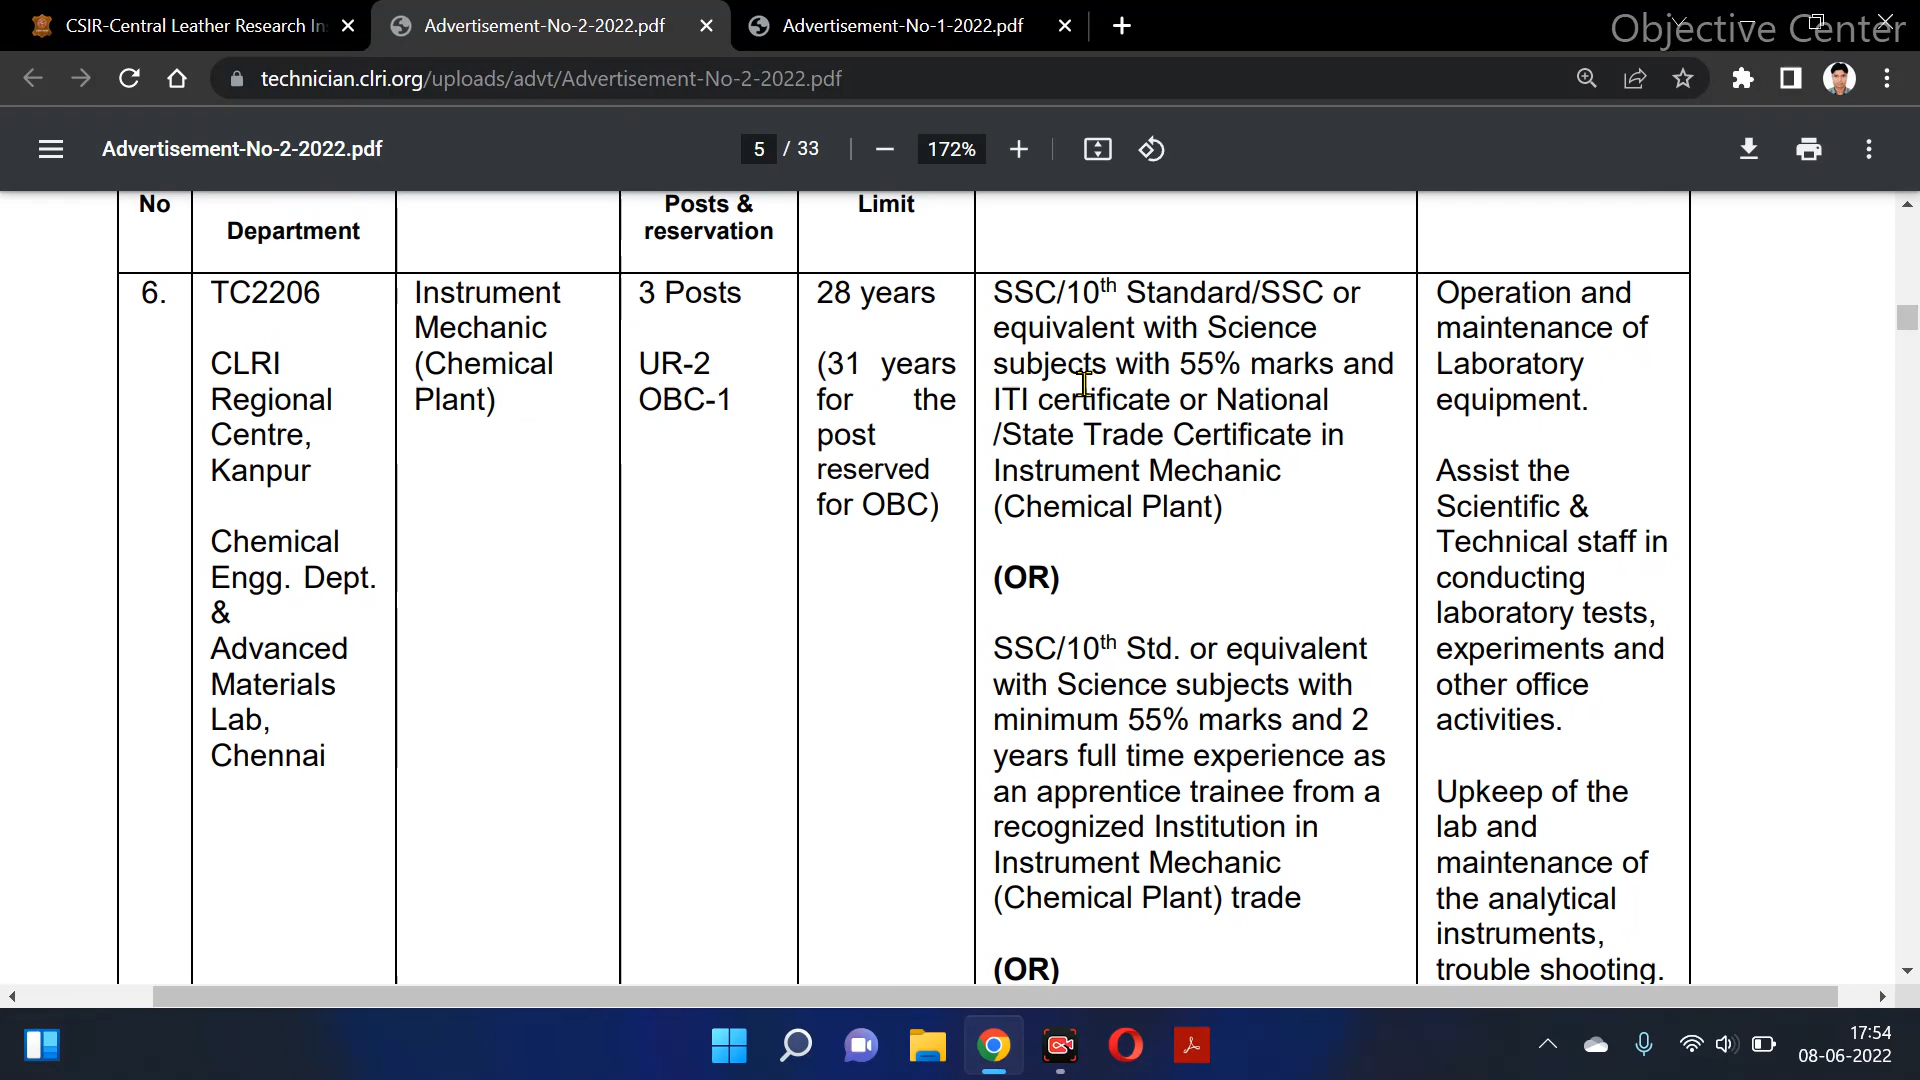 CSIR-Central Leather Research In
Advertisement-No-2-2022.pdf
Advertisement-No-1-2022.pdf
Objective Center
technician.clri.org/uploads/advt/Advertisement-No-2-2022.pdf
Advertisement-No-2-2022.pdf
5 / 33
172%
No
Department
Posts &
reservation
Limit
6.
TC2206
CLRI
Regional
Centre,
Kanpur
Chemical
Engg. Dept.
&
Advanced
Materials
Lab,
Chennai
Instrument
Mechanic
(Chemical
Plant)
3 Posts
UR-2
OBC-1
28 years
(31 years
for the
post
reserved
for OBC)
SSC/10th Standard/SSC or
equivalent with Science
subjects with 55% marks and
ITI certificate or National
/State Trade Certificate in
Instrument Mechanic
(Chemical Plant)
(OR)
SSC/10th Std. or equivalent
with Science subjects with
minimum 55% marks and 2
years full time experience as
an apprentice trainee from a
recognized Institution in
Instrument Mechanic
(Chemical Plant) trade
(OR)
Operation and
maintenance of
Laboratory
equipment.
Assist the
Scientific &
Technical staff in
conducting
laboratory tests,
experiments and
other office
activities.
Upkeep of the
lab and
maintenance of
the analytical
instruments,
trouble shooting.
17:54
08-06-2022